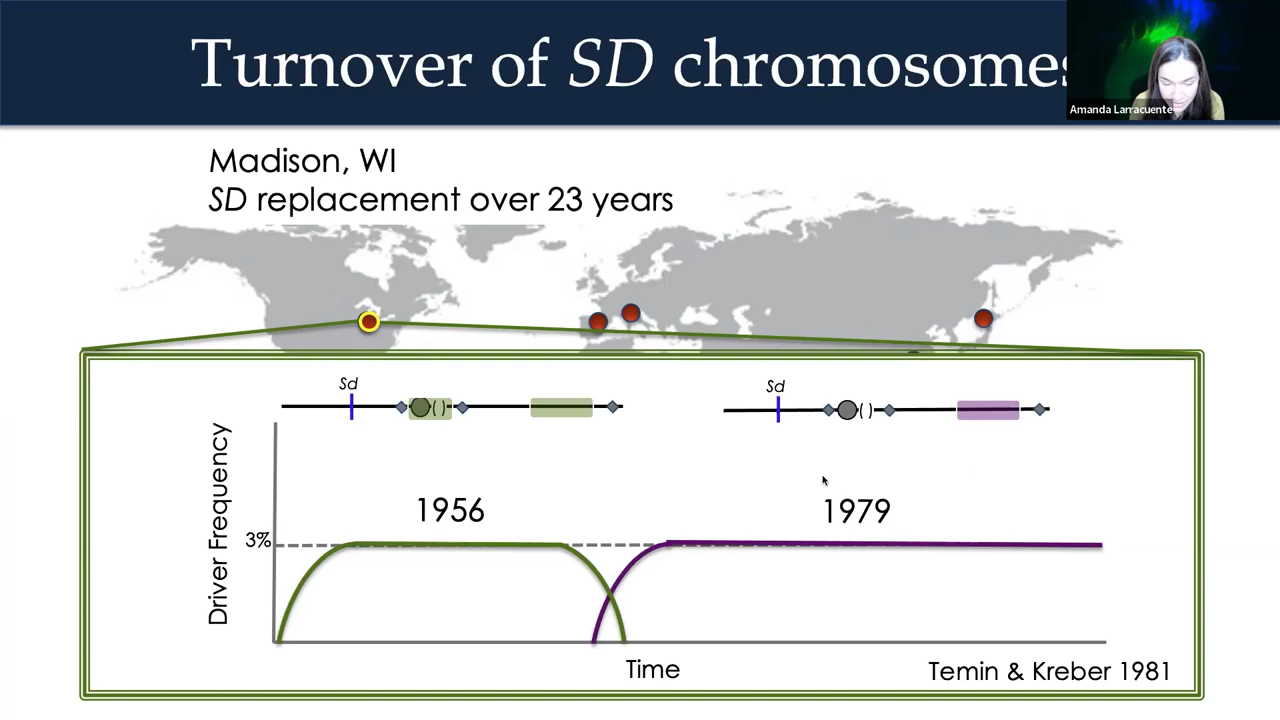 Turnover of SD chromosomes
Amanda Larracuente
Madison, WI
SD replacement over 23 years
Sd
Sd
Driver Frequency
3%
1956
1979
Time
Temin & Kreber 1981